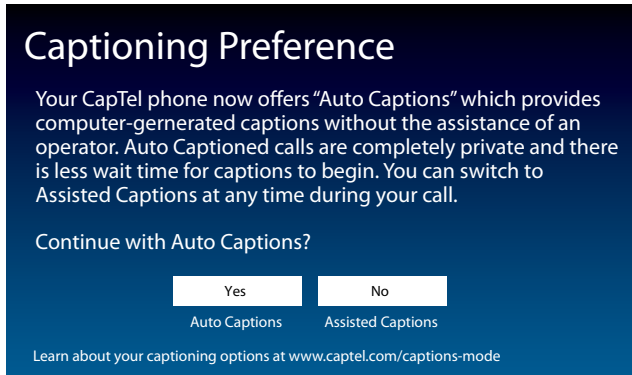 Captioning Preference
Your CapTel phone now offers “Auto Captions” which provides
computer-gernerated captions without the assistance of an
operator. Auto Captioned calls are completely private and there
is less wait time for captions to begin. You can switch to
Assisted Captions at any time during your call.
Continue with Auto Captions?
Yes No
Auto Captions Assisted Captions
Learn about your captioning options at www.captel.com/captions-mode